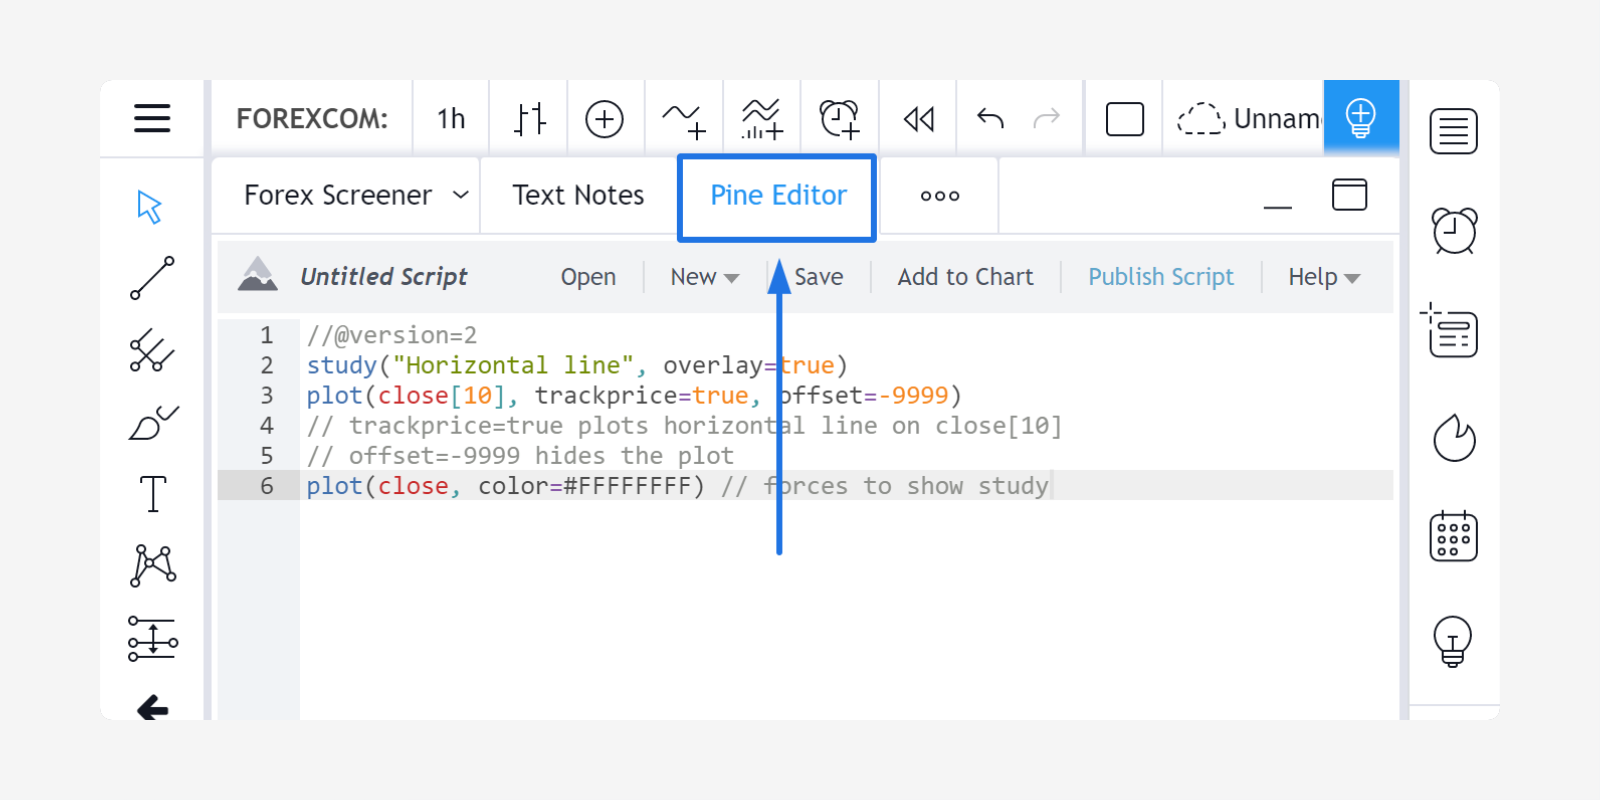 FOREXCOM: 1h Unnam
Forex Screener Text Notes Pine Editor
Untitled Script Open New Save Add to Chart Publish Script Help
1 //@version=2
2 study("Horizontal line", overlay=true)
3 plot(close[10], trackprice=true, offset=-9999)
4 // trackprice=true plots horizontal line on close[10]
5 // offset=-9999 hides the plot
6 plot(close, color=#FFFFFFFF) // forces to show study